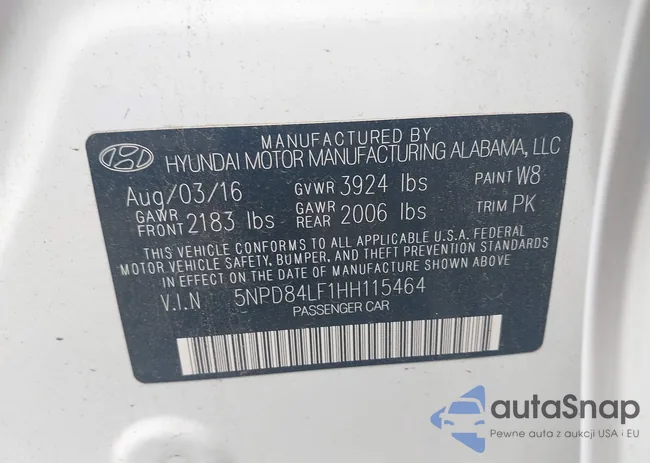 MANUFACTURED BY
HYUNDAI MOTOR MANUFACTURING ALABAMA, LLC
Aug/03/16 GVWR 3924 lbs PAINT W8
GAWR FRONT 2183 lbs GAWR REAR 2006 lbs TRIM PK
THIS VEHICLE CONFORMS TO ALL APPLICABLE U.S.A. FEDERAL
MOTOR VEHICLE SAFETY, BUMPER, AND THEFT PREVENTION STANDARDS
IN EFFECT ON THE DATE OF MANUFACTURE SHOWN ABOVE.
V.I.N 5NPD84LF1HH115464
PASSENGER CAR
autaSnap
Pewne auta z aukcji USA i EU